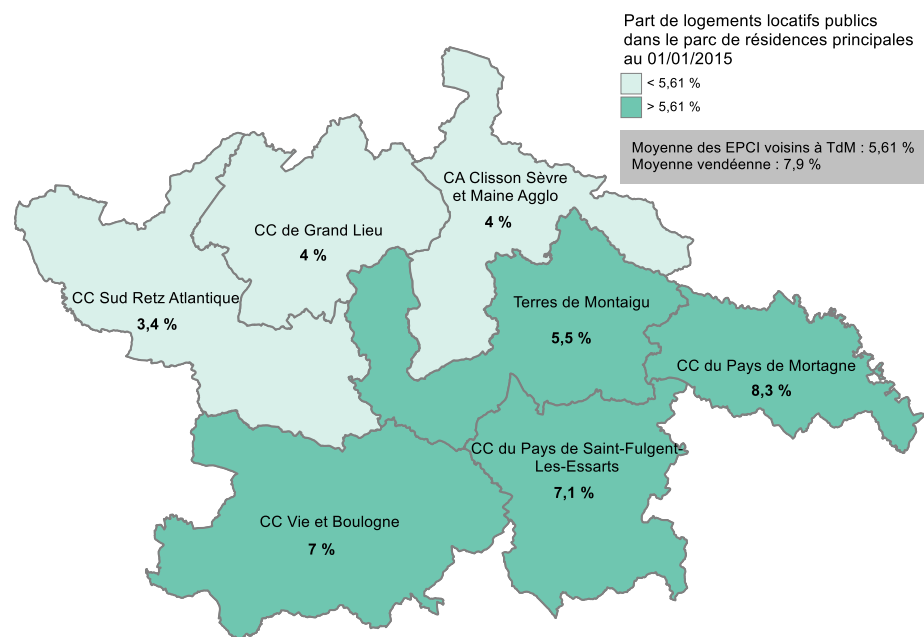 Part de logements locatifs publics
dans le parc de résidences principales
au 01/01/2015
< 5,61 %
> 5,61 %
Moyenne des EPCI voisins à TdM : 5,61 %
Moyenne vendéenne : 7,9 %
CA Clisson Sèvre
et Maine Agglo
4 %
CC de Grand Lieu
4 %
CC Sud Retz Atlantique
3,4 %
Terres de Montaigu
5,5 %
CC du Pays de Mortagne
8,3 %
CC du Pays de Saint-Fulgent-
Les-Essarts
7,1 %
CC Vie et Boulogne
7 %